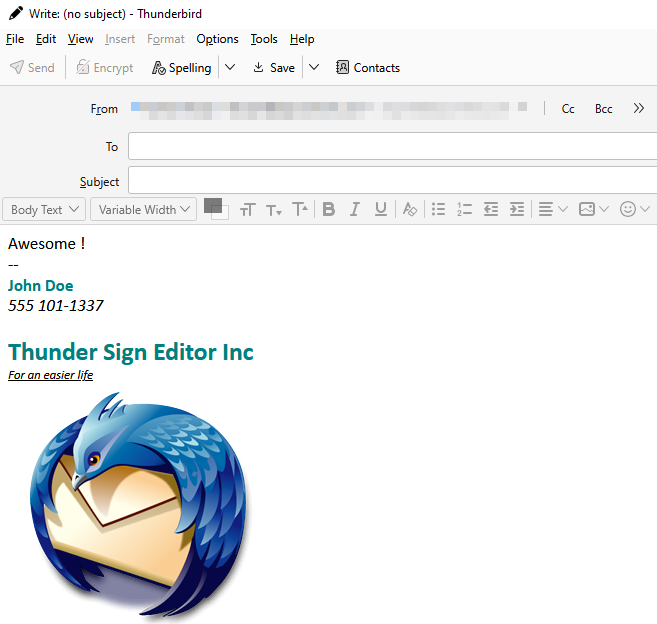 Write: (no subject) - Thunderbird
File Edit View Insert Format Options Tools Help
Send Encrypt Spelling Save Contacts
From Cc Bcc
To
Subject
Body Text Variable Width
Awesome !
--
John Doe
555 101-1337
Thunder Sign Editor Inc
For an easier life